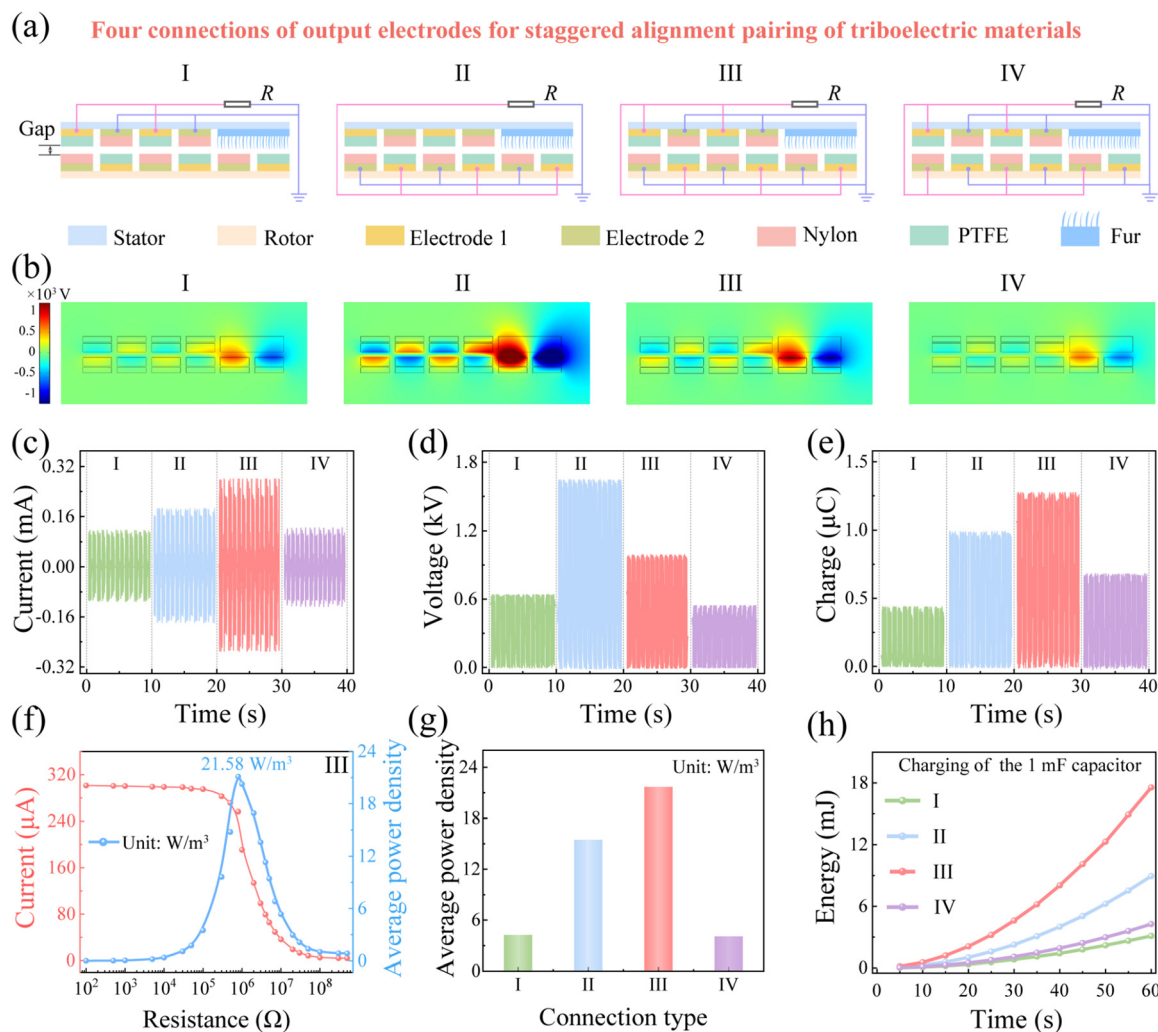 (a)
Four connections of output electrodes for staggered alignment pairing of triboelectric materials
I II III IV
R R R R
Gap
Stator Rotor Electrode 1 Electrode 2 Nylon PTFE Fur
(b)
I II III IV
×10³ V
1
0.5
0
-0.5
-1
(c)
I II III IV
0.32
0.16
0.00
-0.16
-0.32
Current (mA)
0 10 20 30 40
Time (s)
(d)
I II III IV
1.8
1.2
0.6
0.0
Voltage (kV)
0 10 20 30 40
Time (s)
(e)
I II III IV
1.5
1.0
0.5
0.0
Charge (μC)
0 10 20 30 40
Time (s)
(f)
21.58 W/m³
III
Unit: W/m³
320
240
160
80
0
Current (μA)
24
18
12
6
0
Average power density
10² 10³ 10⁴ 10⁵ 10⁶ 10⁷ 10⁸
Resistance (Ω)
(g)
Unit: W/m³
24
18
12
6
0
Average power density
I II III IV
Connection type
(h)
Charging of the 1 mF capacitor
I
II
III
IV
18
12
6
0
Energy (mJ)
0 10 20 30 40 50 60
Time (s)